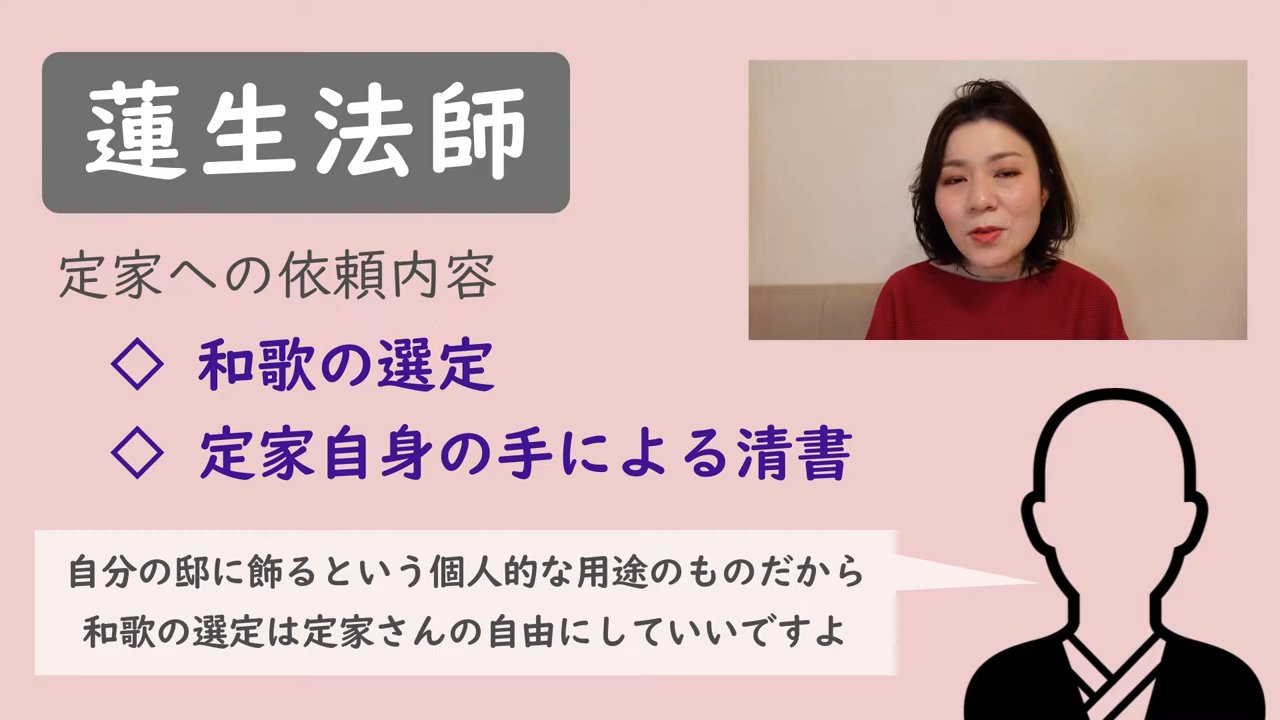 蓮生法師
定家への依頼内容
◇ 和歌の選定
◇ 定家自身の手による清書
自分の邸に飾るという個人的な用途のものだから
和歌の選定は定家さんの自由にしていいですよ